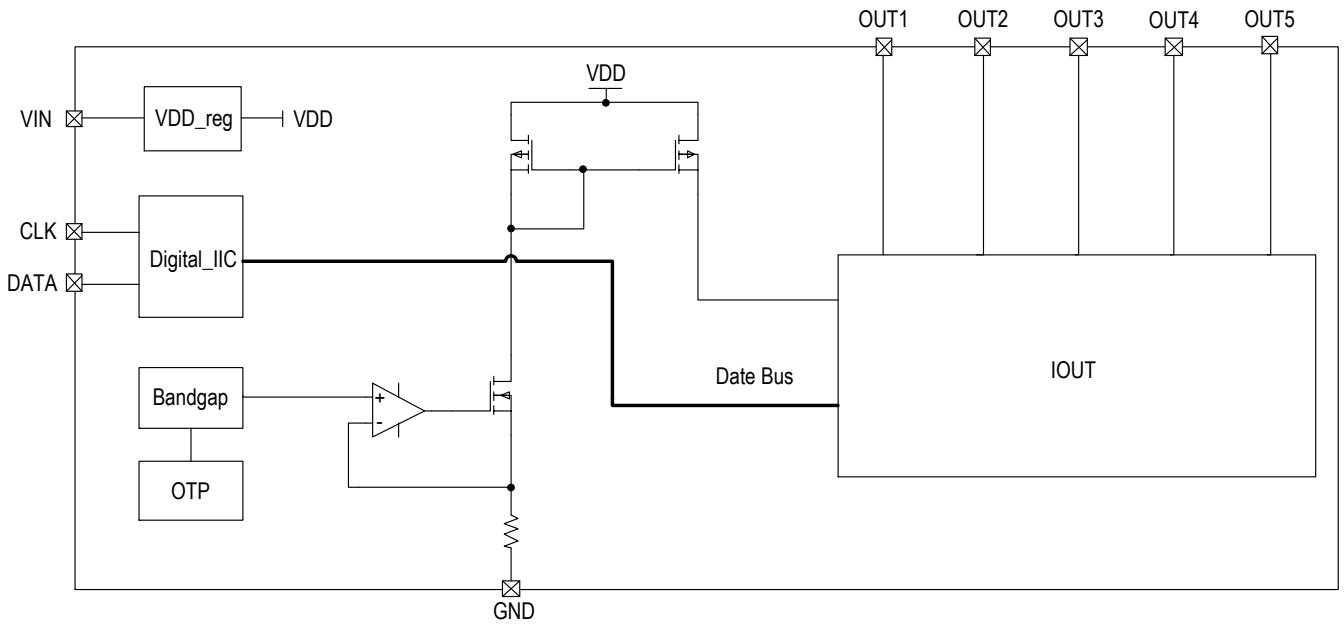 OUT1 OUT2 OUT3 OUT4 OUT5
VDD
VIN
VDD_reg
VDD
CLK
Digital_IIC
DATA
Date Bus
IOUT
Bandgap
+
-
OTP
GND